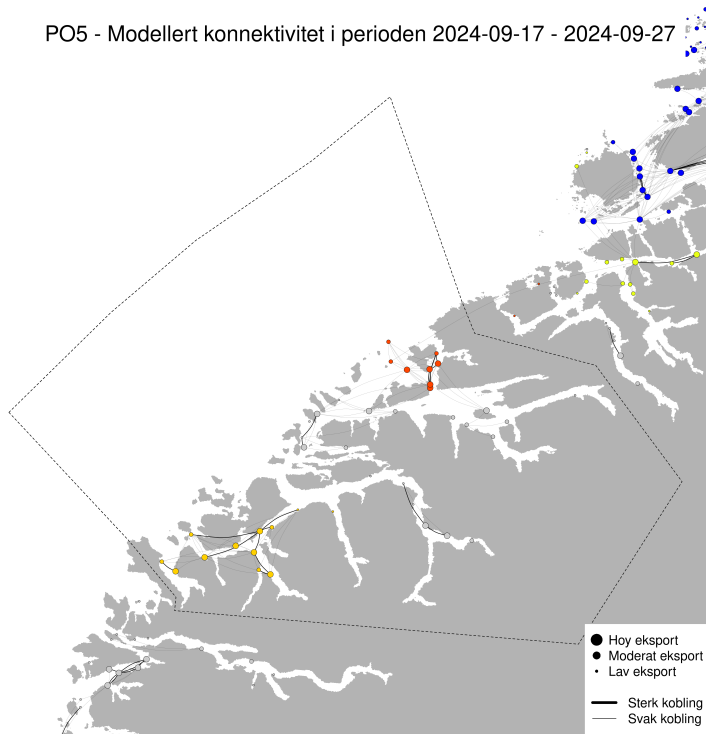 PO5 - Modellert konnektivitet i perioden 2024-09-17 - 2024-09-27
Hoy eksport
Moderat eksport
Lav eksport
Sterk kobling
Svak kobling